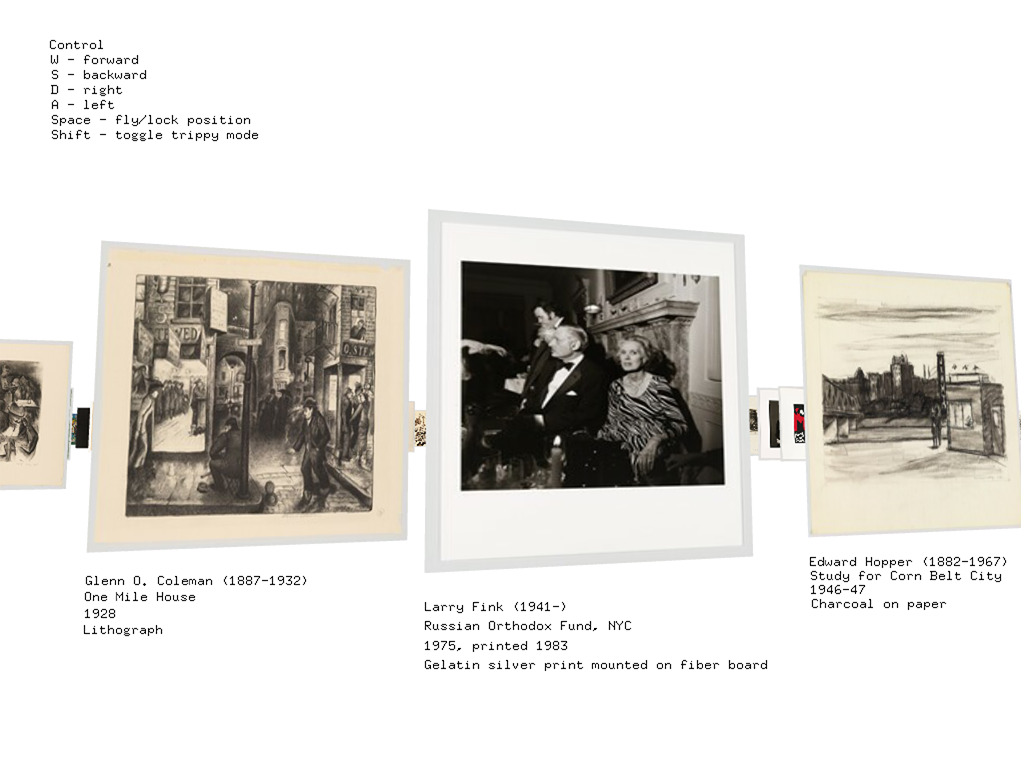 Control
W - forward
S - backward
D - right
A - left
Space - fly/lock position
Shift - toggle trippy mode
Glenn O. Coleman (1887-1932)
One Mile House
1928
Lithograph
Larry Fink (1941-)
Russian Orthodox Fund, NYC
1975, printed 1983
Gelatin silver print mounted on fiber board
Edward Hopper (1882-1967)
Study for Corn Belt City
1946-47
Charcoal on paper